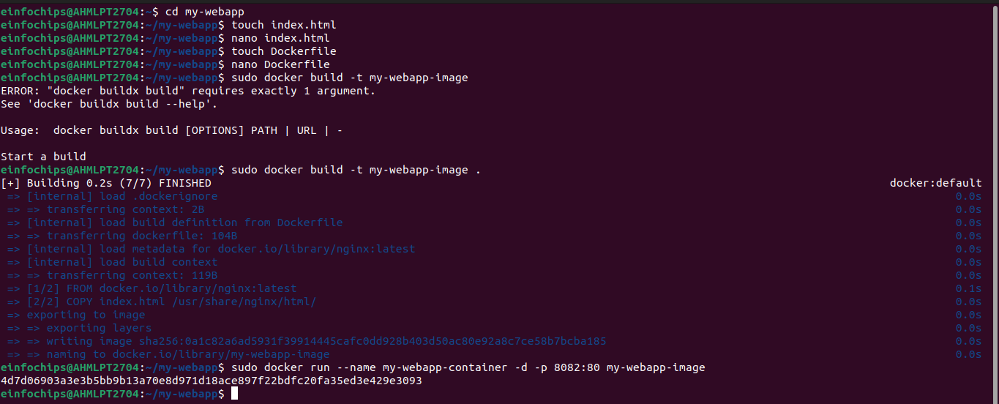 einfochips@AHMLPT2704:~$ cd my-webapp
einfochips@AHMLPT2704:~/my-webapp$ touch index.html
einfochips@AHMLPT2704:~/my-webapp$ nano index.html
einfochips@AHMLPT2704:~/my-webapp$ touch Dockerfile
einfochips@AHMLPT2704:~/my-webapp$ nano Dockerfile
einfochips@AHMLPT2704:~/my-webapp$ sudo docker build -t my-webapp-image
ERROR: "docker buildx build" requires exactly 1 argument.
See 'docker buildx build --help'.

Usage:  docker buildx build [OPTIONS] PATH | URL | -

Start a build
einfochips@AHMLPT2704:~/my-webapp$ sudo docker build -t my-webapp-image .
[+] Building 0.2s (7/7) FINISHED docker:default
 => [internal] load .dockerignore 0.0s
 => => transferring context: 2B 0.0s
 => [internal] load build definition from Dockerfile 0.0s
 => => transferring dockerfile: 104B 0.0s
 => [internal] load metadata for docker.io/library/nginx:latest 0.0s
 => [internal] load build context 0.0s
 => => transferring context: 119B 0.0s
 => [1/2] FROM docker.io/library/nginx:latest 0.1s
 => [2/2] COPY index.html /usr/share/nginx/html/ 0.0s
 => exporting to image 0.0s
 => => exporting layers 0.0s
 => => writing image sha256:0a1c82a6ad5931f39914445cafc0dd928b403d50ac80e92a8c7ce58b7bcba185 0.0s
 => => naming to docker.io/library/my-webapp-image 0.0s
einfochips@AHMLPT2704:~/my-webapp$ sudo docker run --name my-webapp-container -d -p 8082:80 my-webapp-image
4d7d06903a3e3b5bb9b13a70e8d971d18ace897f22bdfc20fa35ed3e429e3093
einfochips@AHMLPT2704:~/my-webapp$